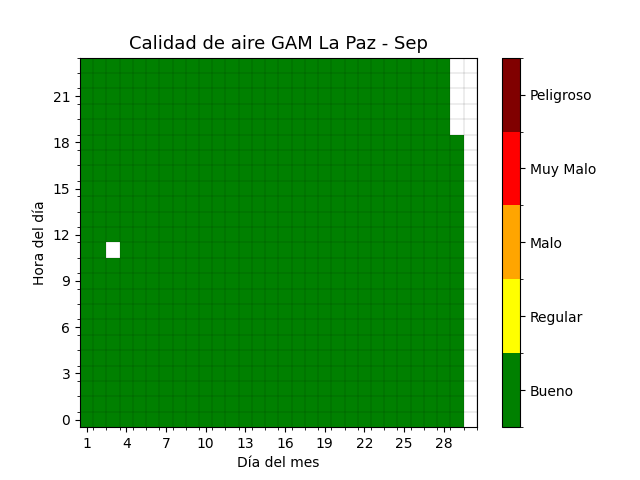 Calidad de aire GAM La Paz - Sep
Hora del día
21
18
15
12
9
6
3
0
1 4 7 10 13 16 19 22 25 28
Día del mes
Peligroso
Muy Malo
Malo
Regular
Bueno